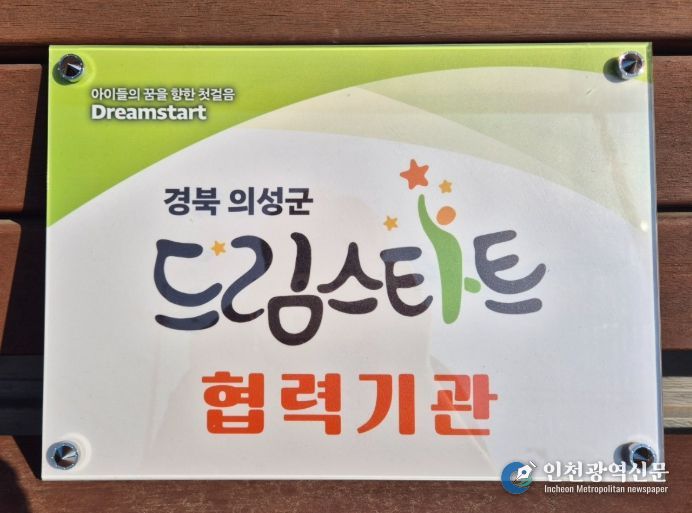 아이들의 꿈을 향한 첫걸음
Dreamstart
경북 의성군
드림스타트
협력기관
인천광역신문
Incheon Metropolitan newspaper